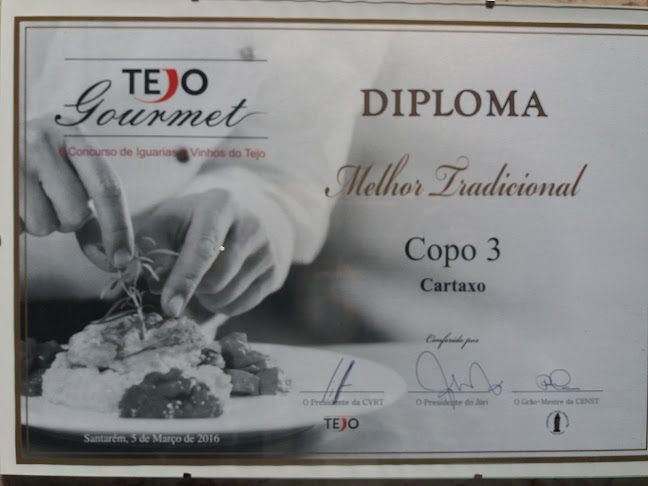 TEJO
Gourmet
Concurso de Iguarias e Vinhos do Tejo
DIPLOMA
Melhor Tradicional
Copo 3
Cartaxo
Conferido por
O Presidente da CVRT
O Presidente do Júri
O Grão-Mestre da CENST
TEJO
Santarém, 5 de Março de 2016